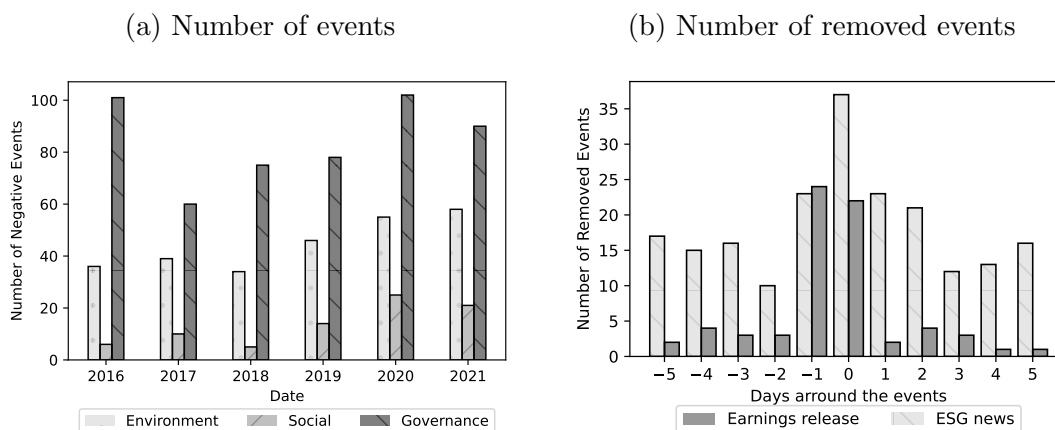 (a) Number of events
(b) Number of removed events
Number of Negative Events
100
80
60
40
20
0
2016 2017 2018 2019 2020 2021
Date
Environment Social Governance
Number of Removed Events
35
30
25
20
15
10
5
0
−5 −4 −3 −2 −1 0 1 2 3 4 5
Days arround the events
Earnings release ESG news